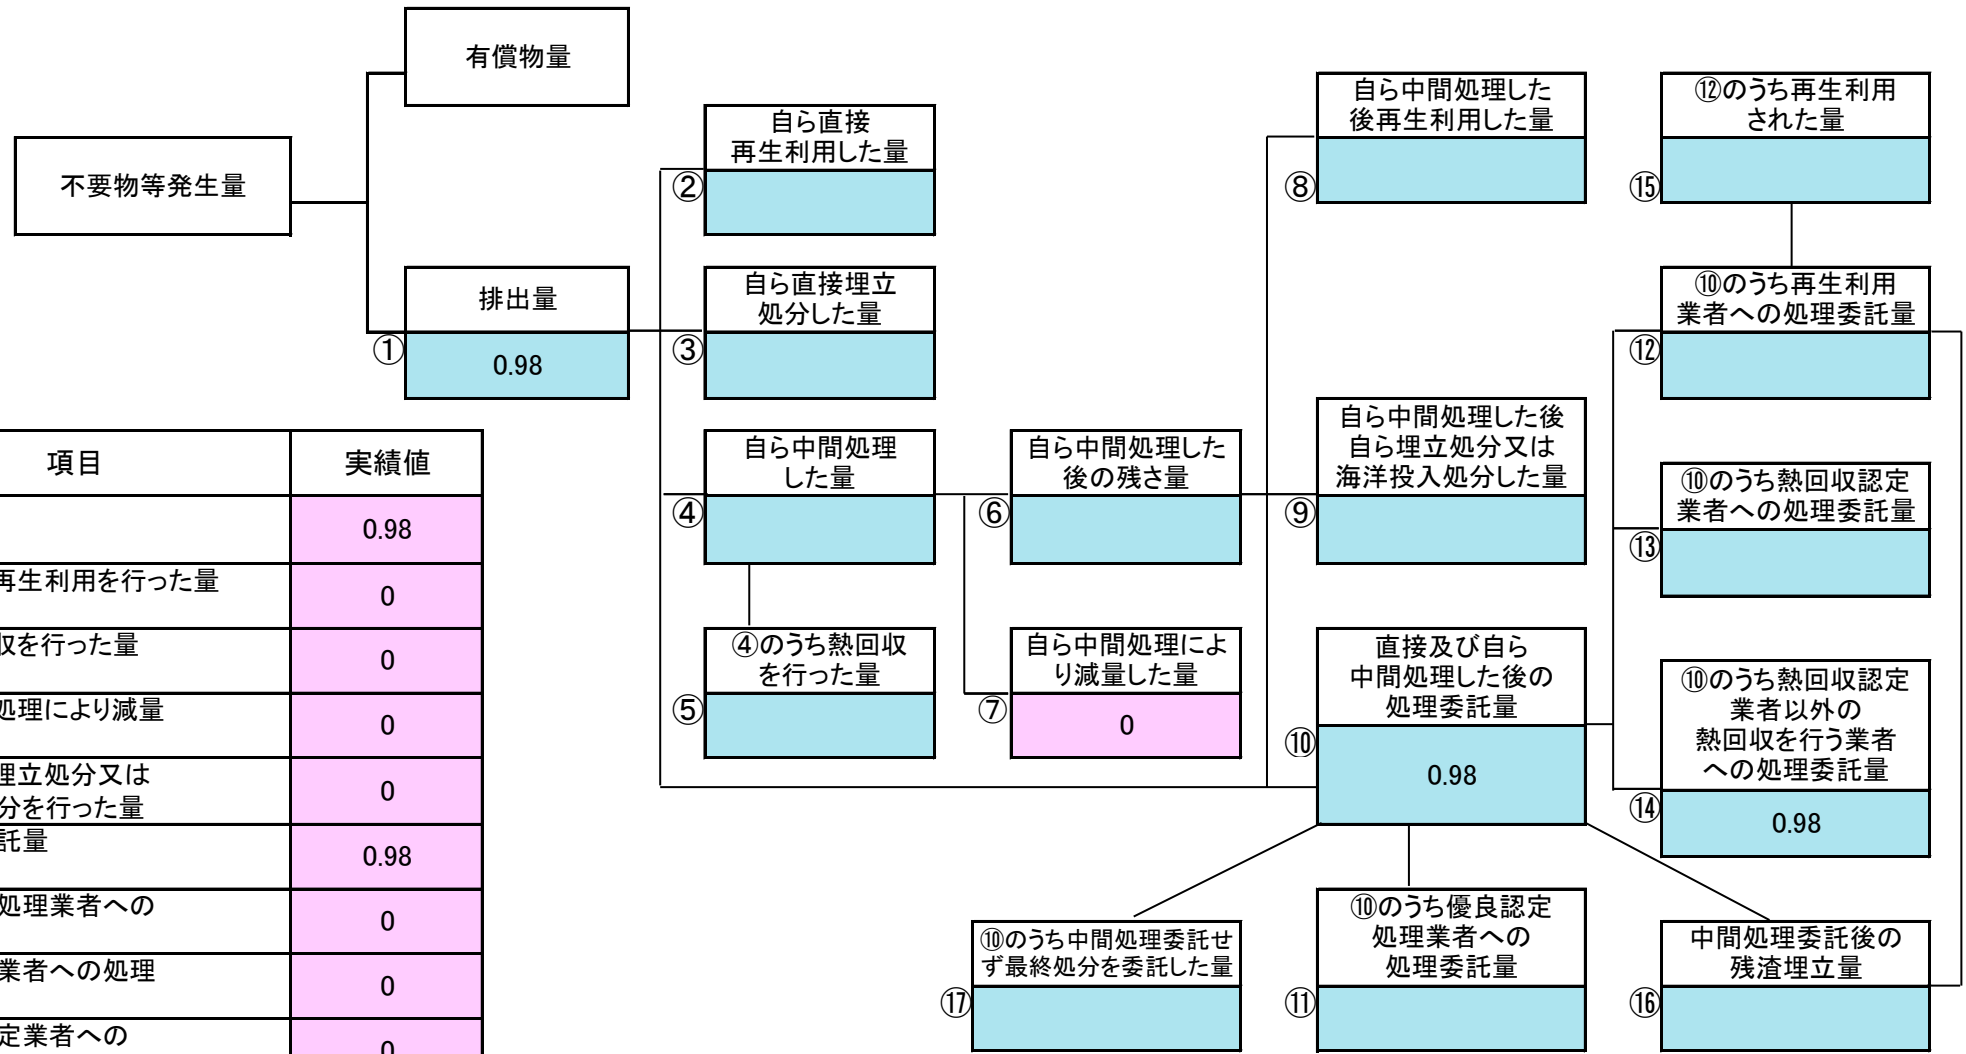 有償物量
不要物等発生量
自ら直接
再生利用した量
②
自ら中間処理した
後再生利用した量
⑧
⑫のうち再生利用
された量
⑮
排出量
①
0.98
自ら直接埋立
処分した量
③
⑩のうち再生利用
業者への処理委託量
⑫
自ら中間処理
した量
④
自ら中間処理した
後の残さ量
⑥
自ら中間処理した後
自ら埋立処分又は
海洋投入処分した量
⑨
⑩のうち熱回収認定
業者への処理委託量
⑬
④のうち熱回収
を行った量
⑤
自ら中間処理によ
り減量した量
⑦
0
直接及び自ら
中間処理した後の
処理委託量
⑩
0.98
⑩のうち熱回収認定
業者以外の
熱回収を行う業者
への処理委託量
⑭
0.98
⑩のうち中間処理委託せ
ず最終処分を委託した量
⑰
⑩のうち優良認定
処理業者への
処理委託量
⑪
中間処理委託後の
残渣埋立量
⑯
項目 実績値
0.98
再生利用を行った量
0
収を行った量
0
処理により減量
0
埋立処分又は
分を行った量
0
託量
0.98
処理業者への
0
業者への処理
0
定業者への
0